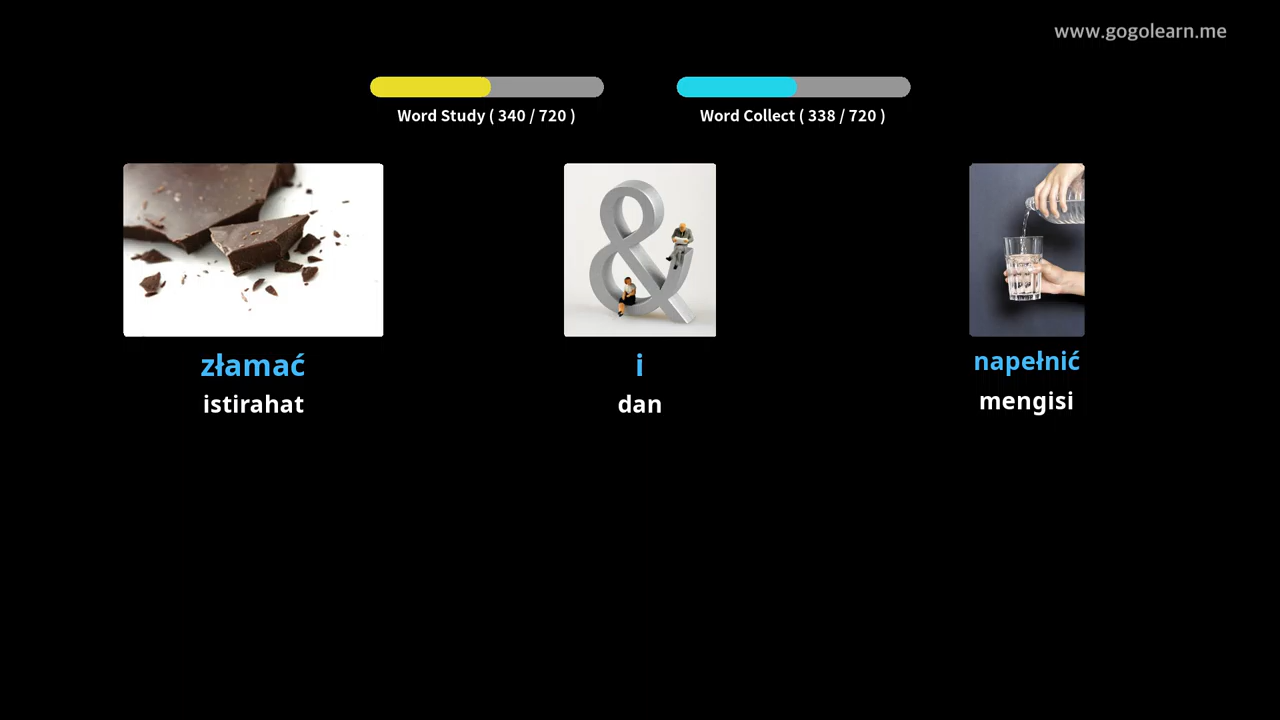 www.gogolearn.me
Word Study ( 340 / 720 )
Word Collect ( 338 / 720 )
złamać
i
napełnić
istirahat
dan
mengisi